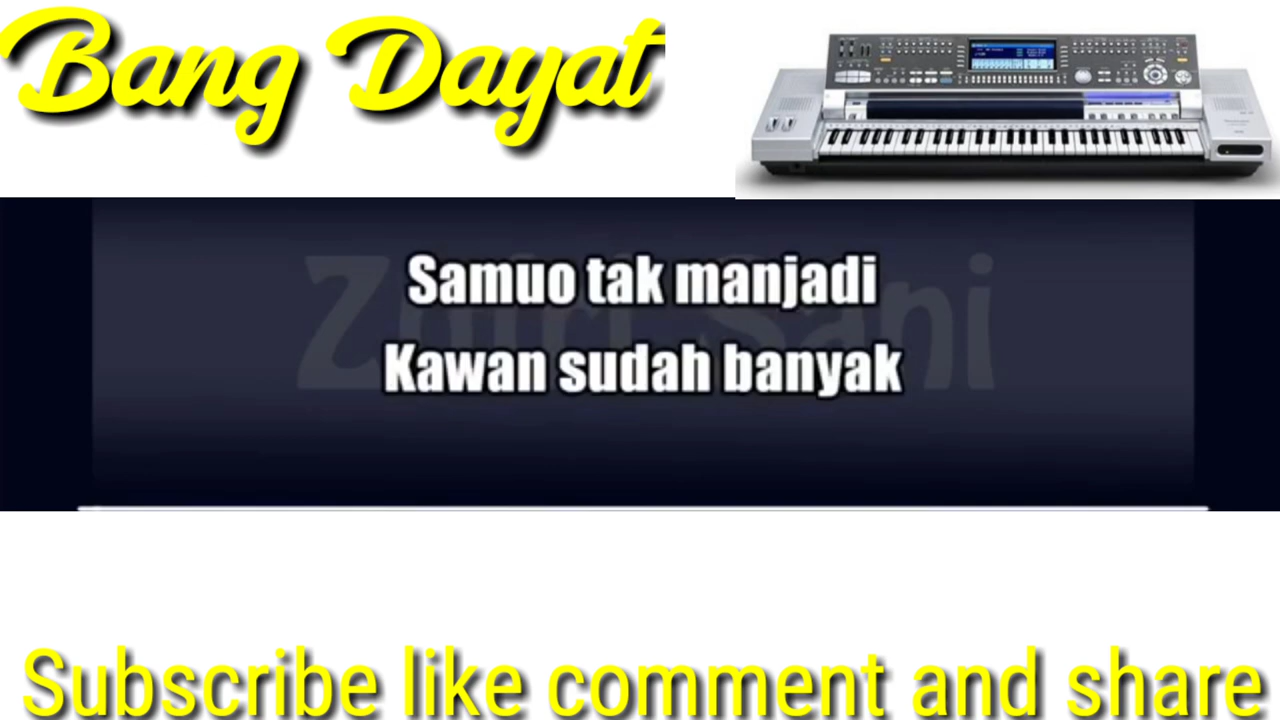 Bang Dayat
Samuo tak manjadi
Kawan sudah banyak
Subscribe like comment and share